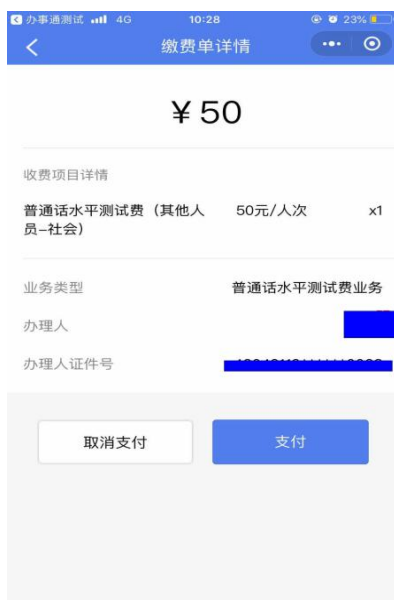 办事通测试 4G 10:28 23%
缴费单详情
¥50
收费项目详情
普通话水平测试费（其他人 50元/人次 x1
员–社会）
业务类型 普通话水平测试费业务
办理人
办理人证件号
取消支付 支付